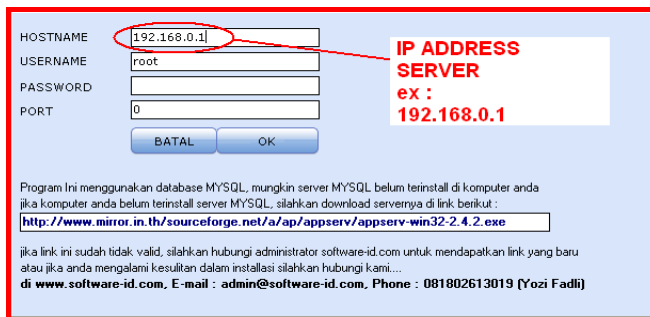 HOSTNAME 192.168.0.1
USERNAME root
PASSWORD
PORT 0
BATAL OK
IP ADDRESS
SERVER
ex :
192.168.0.1
Program Ini menggunakan database MYSQL, mungkin server MYSQL belum terinstall di komputer anda
jika komputer anda belum terinstall server MYSQL, silahkan download servernya di link berikut :
http://www.mirror.in.th/sourceforge.net/a/ap/appserv/appserv-win32-2.4.2.exe
jika link ini sudah tidak valid, silahkan hubungi administrator software-id.com untuk mendapatkan link yang baru
atau jika anda mengalami kesulitan dalam installasi silahkan hubungi kami....
di www.software-id.com, E-mail : admin@software-id.com, Phone : 081802613019 (Yozi Fadli)